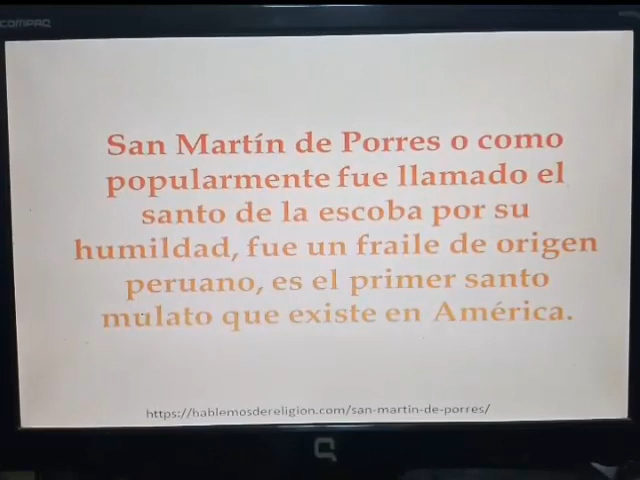 COMPAQ
San Martín de Porres o como
popularmente fue llamado el
santo de la escoba por su
humildad, fue un fraile de origen
peruano, es el primer santo
mulato que existe en América.
https://hablemosdereligion.com/san-martin-de-porres/